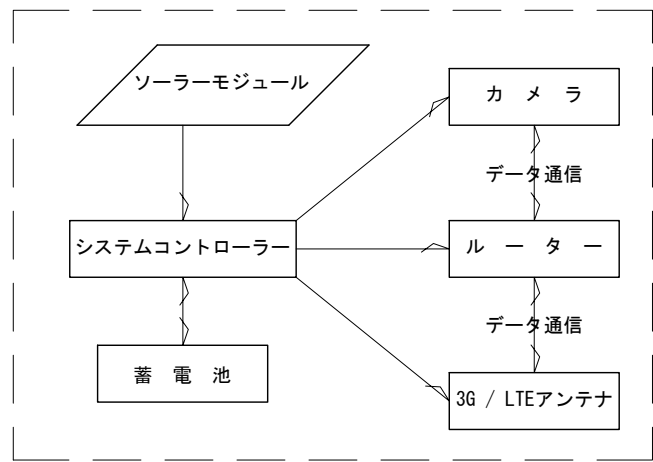 ソーラーモジュール
カメラ
データ通信
システムコントローラー
ルーター
データ通信
蓄電池
3G / LTEアンテナ